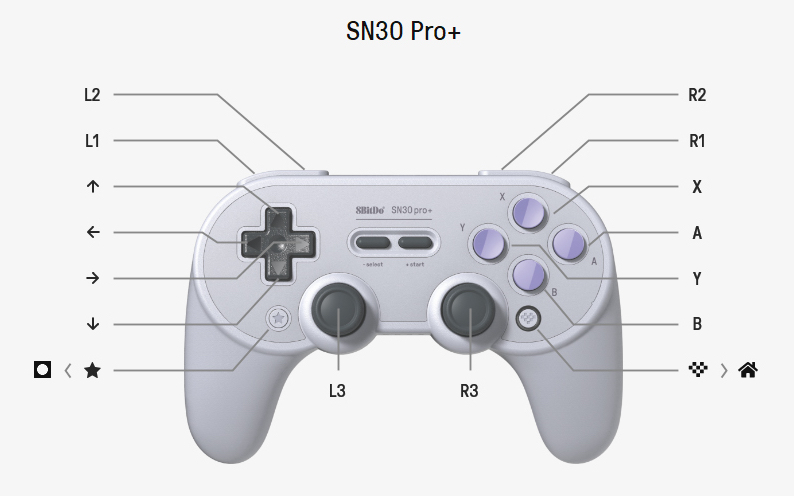 SN30 Pro+
L2
R2
L1
R1
↑
X
←
A
→
Y
↓
B
L3
R3
8BitDo SN30 pro+
-select
+start
X
Y
A
B